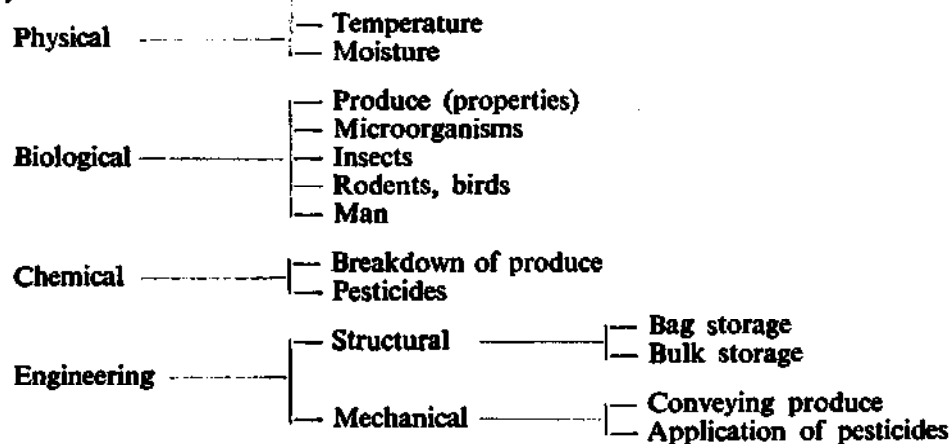 Physical
Temperature
Moisture
Biological
Produce (properties)
Microorganisms
Insects
Rodents, birds
Man
Chemical
Breakdown of produce
Pesticides
Engineering
Structural
Bag storage
Bulk storage
Mechanical
Conveying produce
Application of pesticides